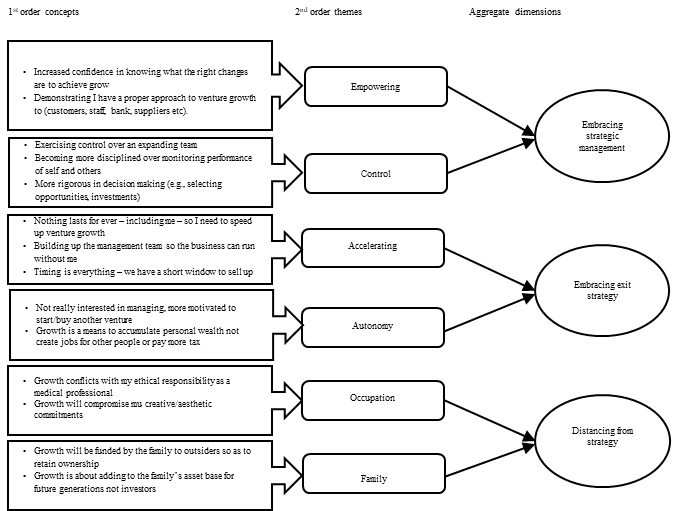 1st order concepts
2nd order themes
Aggregate dimensions
• Increased confidence in knowing what the right changes
are to achieve grow
• Demonstrating I have a proper approach to venture growth
to (customers, staff, bank, suppliers etc).
Empowering
• Exercising control over an expanding team
• Becoming more disciplined over monitoring performance
of self and others
• More rigorous in decision making (e.g., selecting
opportunities, investments)
Control
Embracing
strategic
management
• Nothing lasts for ever – including me – so I need to speed
up venture growth
• Building up the management team so the business can run
without me
• Timing is everything – we have a short window to sell up
Accelerating
• Not really interested in managing, more motivated to
start/buy another venture
• Growth is a means to accumulate personal wealth not
create jobs for other people or pay more tax
Autonomy
Embracing exit
strategy
• Growth conflicts with my ethical responsibility as a
medical professional
• Growth will compromise mu creative/aesthetic
commitments
Occupation
• Growth will be funded by the family to outsiders so as to
retain ownership
• Growth is about adding to the family's asset base for
future generations not investors
Family
Distancing from
strategy